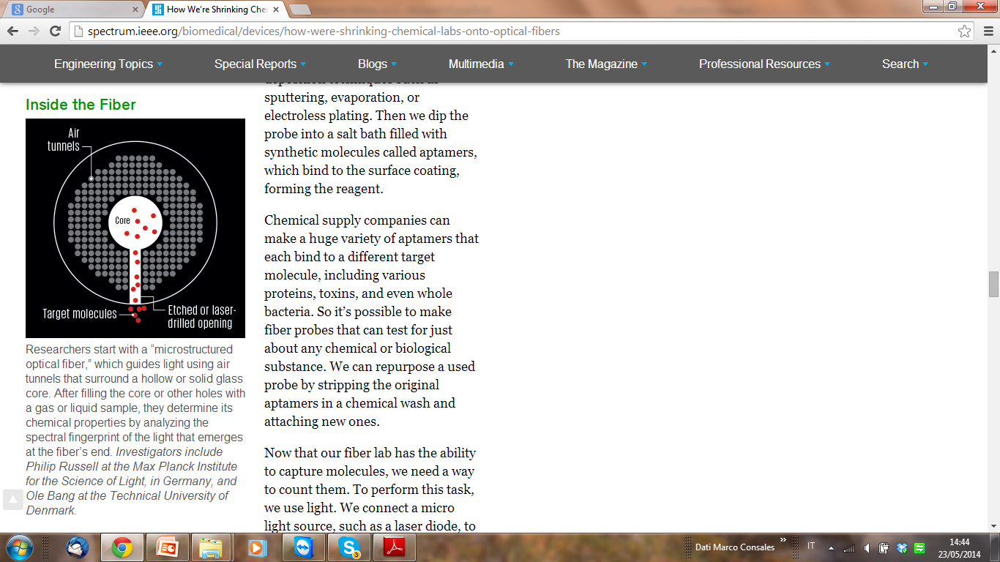 Google
How We're Shrinking Che
spectrum.ieee.org/biomedical/devices/how-were-shrinking-chemical-labs-onto-optical-fibers
Engineering Topics Special Reports Blogs Multimedia The Magazine Professional Resources Search
Inside the Fiber
Air
tunnels
Core
Target molecules
Etched or laser-
drilled opening
Researchers start with a “microstructured
optical fiber,” which guides light using air
tunnels that surround a hollow or solid glass
core. After filling the core or other holes with
a gas or liquid sample, they determine its
chemical properties by analyzing the
spectral fingerprint of the light that emerges
at the fiber’s end. Investigators include
Philip Russell at the Max Planck Institute
for the Science of Light, in Germany, and
Ole Bang at the Technical University of
Denmark.
sputtering, evaporation, or
electroless plating. Then we dip the
probe into a salt bath filled with
synthetic molecules called aptamers,
which bind to the surface coating,
forming the reagent.
Chemical supply companies can
make a huge variety of aptamers that
each bind to a different target
molecule, including various
proteins, toxins, and even whole
bacteria. So it’s possible to make
fiber probes that can test for just
about any chemical or biological
substance. We can repurpose a used
probe by stripping the original
aptamers in a chemical wash and
attaching new ones.
Now that our fiber lab has the ability
to capture molecules, we need a way
to count them. To perform this task,
we use light. We connect a micro
light source, such as a laser diode, to
3
Dati Marco Consales
IT
14:44
23/05/2014